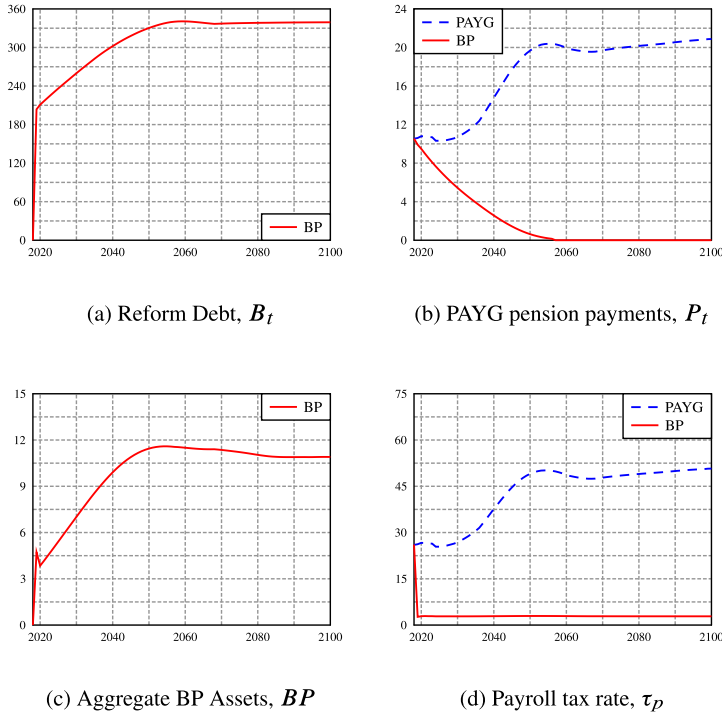 360
300
240
180
120
60
0
BP
2020 2040 2060 2080 2100
(a) Reform Debt, B_t
24
20
16
12
8
4
0
PAYG
BP
2020 2040 2060 2080 2100
(b) PAYG pension payments, P_t
15
12
9
6
3
0
BP
2020 2040 2060 2080 2100
(c) Aggregate BP Assets, BP
75
60
45
30
15
0
PAYG
BP
2020 2040 2060 2080 2100
(d) Payroll tax rate, τ_p